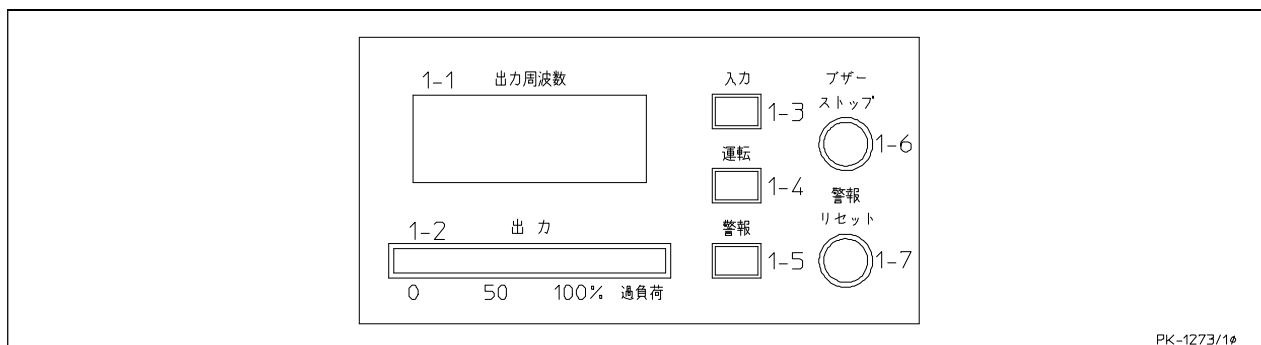 1-1 出力周波数
入力
1-3
ブザー
ストップ
1-6
運転
1-4
警報
リセット
1-7
1-2 出 力
0 50 100% 過負荷
警報
1-5
PK-1273/1ø